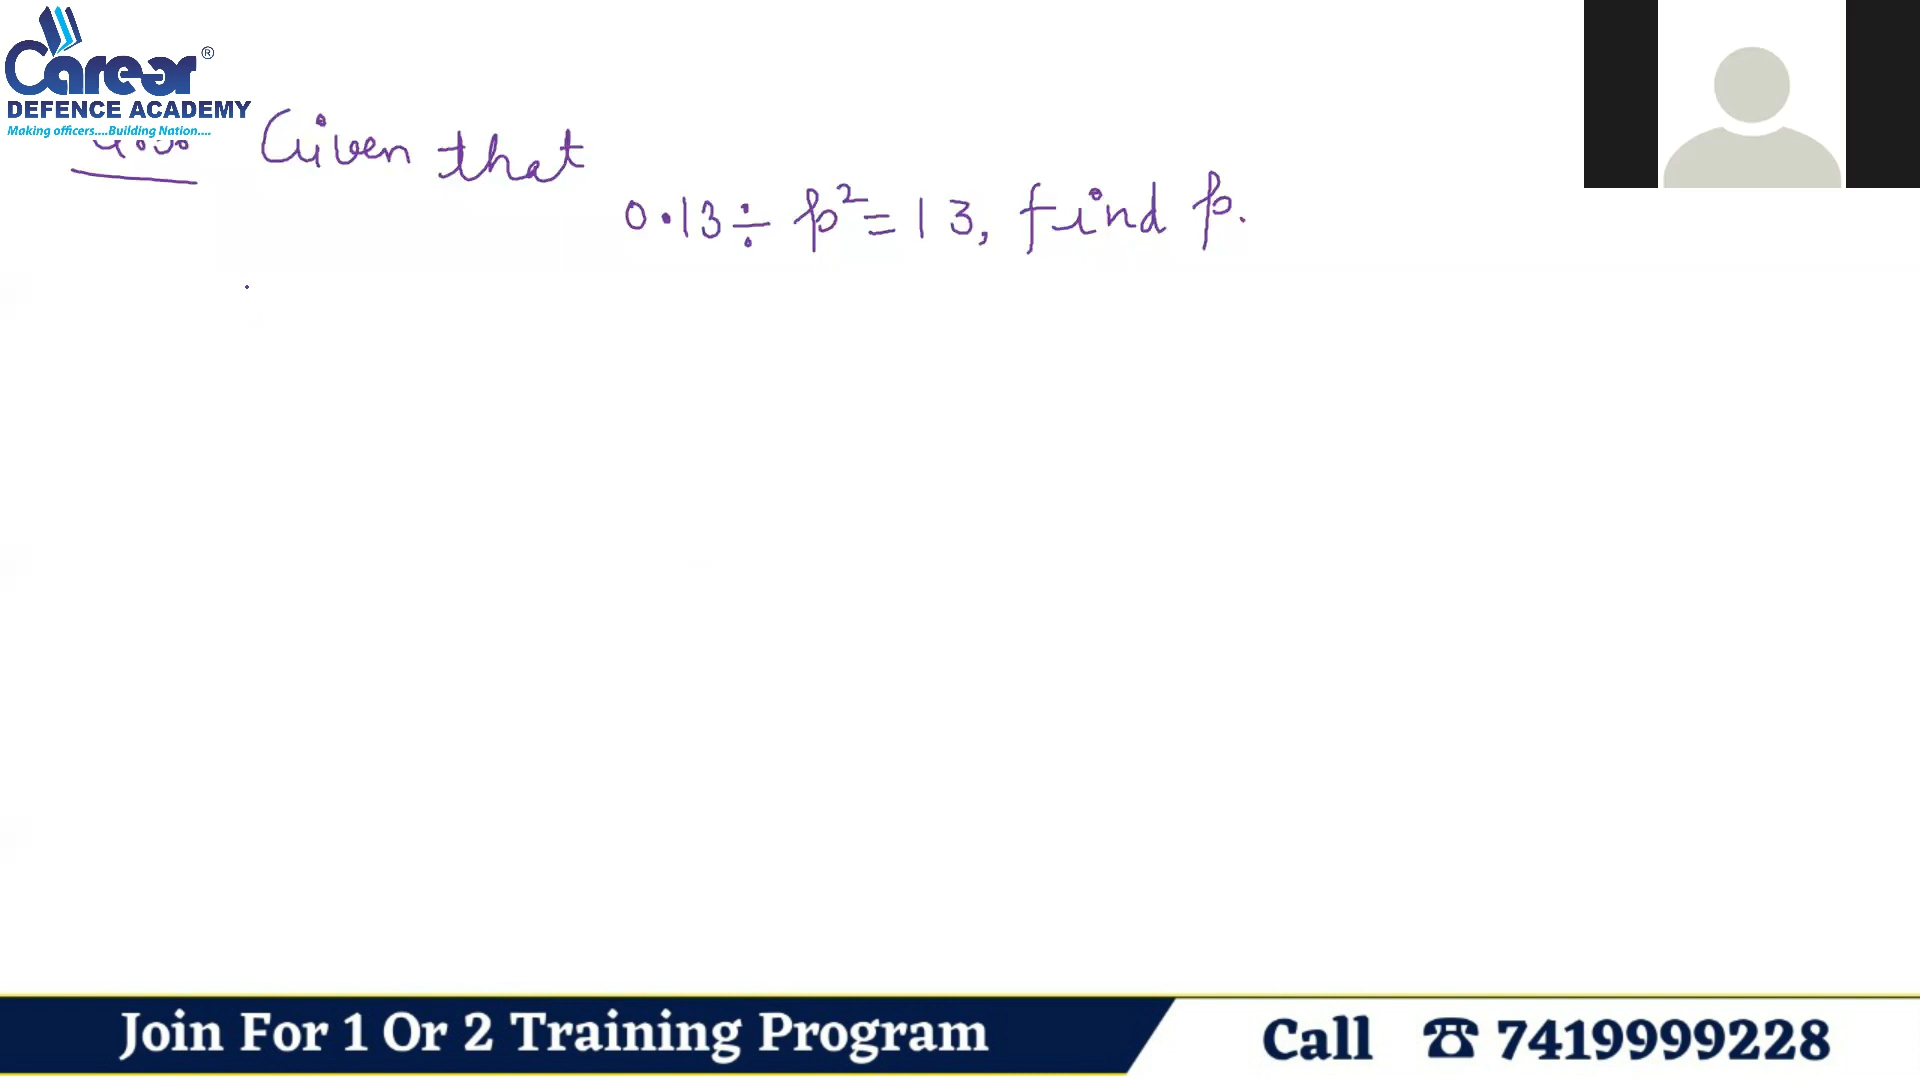 Carear®
DEFENCE ACADEMY
Making officers....Building Nation....
Given that
0.13 ÷ p² = 13, find p.
Join For 1 Or 2 Training Program
Call ☎ 7419999228